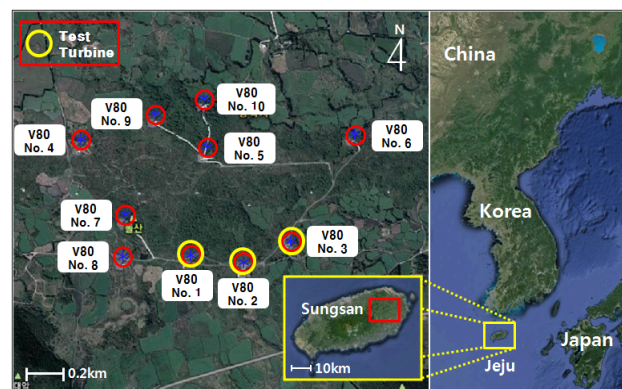 Test
Turbine
N
China
V80
No. 10
V80
No. 9
V80
No. 4
V80
No. 5
V80
No. 6
V80
No. 7
V80
No. 8
V80
No. 1
V80
No. 2
V80
No. 3
Korea
Sungsan
Japan
Jeju
0.2km
10km